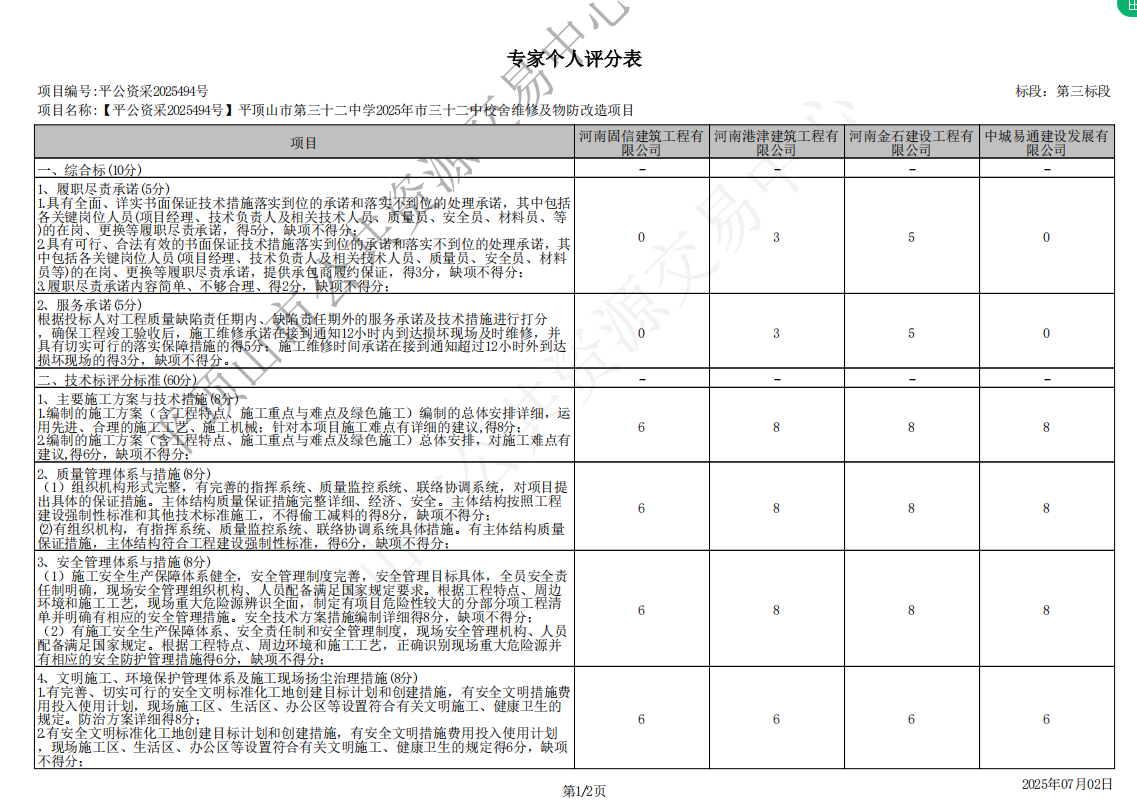 专家个人评分表
项目编号:平公资采2025494号
标段：第三标段
项目名称:【平公资采2025494号】平顶山市第三十二中学2025年市三十二中校舍维修及物防改造项目
项目
河南固信建筑工程有限公司
河南港津建筑工程有限公司
河南金石建设工程有限公司
中城易通建设发展有限公司
一、综合标(10分)
－ － － －
1、履职尽责承诺(5分)
1.具有全面、详实书面保证技术措施落实到位的承诺和落实不到位的处理承诺，其中包括
各关键岗位人员(项目经理、技术负责人及相关技术人员、质量员、安全员、材料员、等
)的在岗、更换等履职尽责承诺，得5分，缺项不得分；
2.具有可行、合法有效的书面保证技术措施落实到位的承诺和落实不到位的处理承诺，其
中包括各关键岗位人员(项目经理、技术负责人及相关技术人员、质量员、安全员、材料
员等)的在岗、更换等履职尽责承诺，提供承包商履约保证，得3分，缺项不得分；
3.履职尽责承诺内容简单、不够合理、得2分，缺项不得分；
0 3 5 0
2、服务承诺(5分)
根据投标人对工程质量缺陷责任期内、缺陷责任期外的服务承诺及技术措施进行打分
，确保工程竣工验收后，施工维修承诺在接到通知12小时内到达损坏现场及时维修，并
具有切实可行的落实保障措施的得5分；施工维修时间承诺在接到通知超过12小时外到达
损坏现场的得3分，缺项不得分。
0 3 5 0
二、技术标评分标准(60分)
－ － － －
1、主要施工方案与技术措施(8分)
1.编制的施工方案（含工程特点、施工重点与难点及绿色施工）编制的总体安排详细，运
用先进、合理的施工工艺、施工机械；针对本项目施工难点有详细的建议,得8分；
2.编制的施工方案（含工程特点、施工重点与难点及绿色施工）总体安排，对施工难点有
建议,得6分，缺项不得分；
6 8 8 8
2、质量管理体系与措施(8分)
（1）组织机构形式完整，有完善的指挥系统、质量监控系统、联络协调系统，对项目提
出具体的保证措施。主体结构质量保证措施完整详细、经济、安全。主体结构按照工程
建设强制性标准和其他技术标准施工，不得偷工减料的得8分，缺项不得分；
(2)有组织机构，有指挥系统、质量监控系统、联络协调系统具体措施。有主体结构质量
保证措施，主体结构符合工程建设强制性标准，得6分，缺项不得分；
6 8 8 8
3、安全管理体系与措施(8分)
（1）施工安全生产保障体系健全，安全管理制度完善，安全管理目标具体，全员安全责
任制明确，现场安全管理组织机构、人员配备满足国家规定要求。根据工程特点、周边
环境和施工工艺，现场重大危险源辨识全面，制定有项目危险性较大的分部分项工程清
单并明确有相应的安全管理措施。安全技术方案措施编制详细得8分，缺项不得分；
（2）有施工安全生产保障体系、安全责任制和安全管理制度，现场安全管理机构、人员
配备满足国家规定。根据工程特点、周边环境和施工工艺，正确识别现场重大危险源并
有相应的安全防护管理措施得6分，缺项不得分；
6 8 8 8
4、文明施工、环境保护管理体系及施工现场扬尘治理措施(8分)
1.有完善、切实可行的安全文明标准化工地创建目标计划和创建措施，有安全文明措施费
用投入使用计划，现场施工区、生活区、办公区等设置符合有关文明施工、健康卫生的
规定。防治方案详细得8分；
2.有安全文明标准化工地创建目标计划和创建措施，有安全文明措施费用投入使用计划
，现场施工区、生活区、办公区等设置符合有关文明施工、健康卫生的规定得6分，缺项
不得分；
6 6 6 6
第1/2页
2025年07月02日
平顶山市公共资源交易中心
山市公共资源交易中心